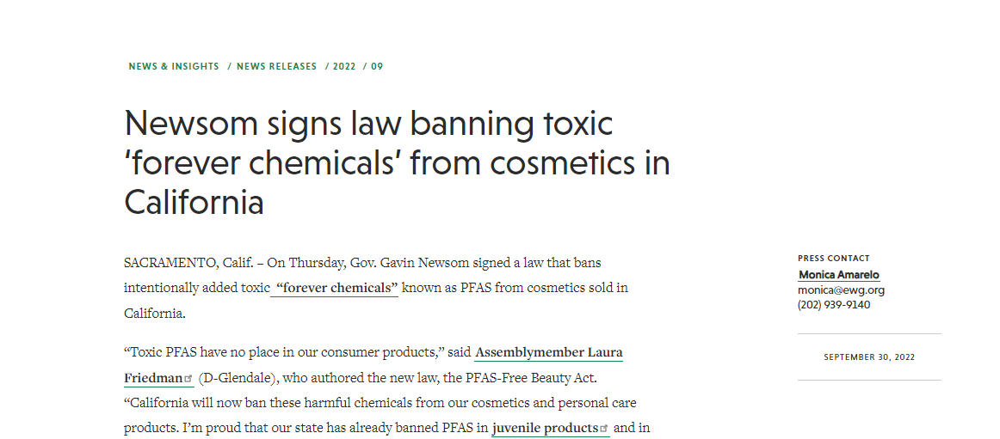 NEWS & INSIGHTS / NEWS RELEASES / 2022 / 09
Newsom signs law banning toxic
‘forever chemicals’ from cosmetics in
California
SACRAMENTO, Calif. – On Thursday, Gov. Gavin Newsom signed a law that bans
intentionally added toxic “forever chemicals” known as PFAS from cosmetics sold in
California.
“Toxic PFAS have no place in our consumer products,” said Assemblymember Laura
Friedman (D-Glendale), who authored the new law, the PFAS-Free Beauty Act.
“California will now ban these harmful chemicals from our cosmetics and personal care
products. I’m proud that our state has already banned PFAS in juvenile products and in
PRESS CONTACT
Monica Amarelo
monica@ewg.org
(202) 939-9140
SEPTEMBER 30, 2022